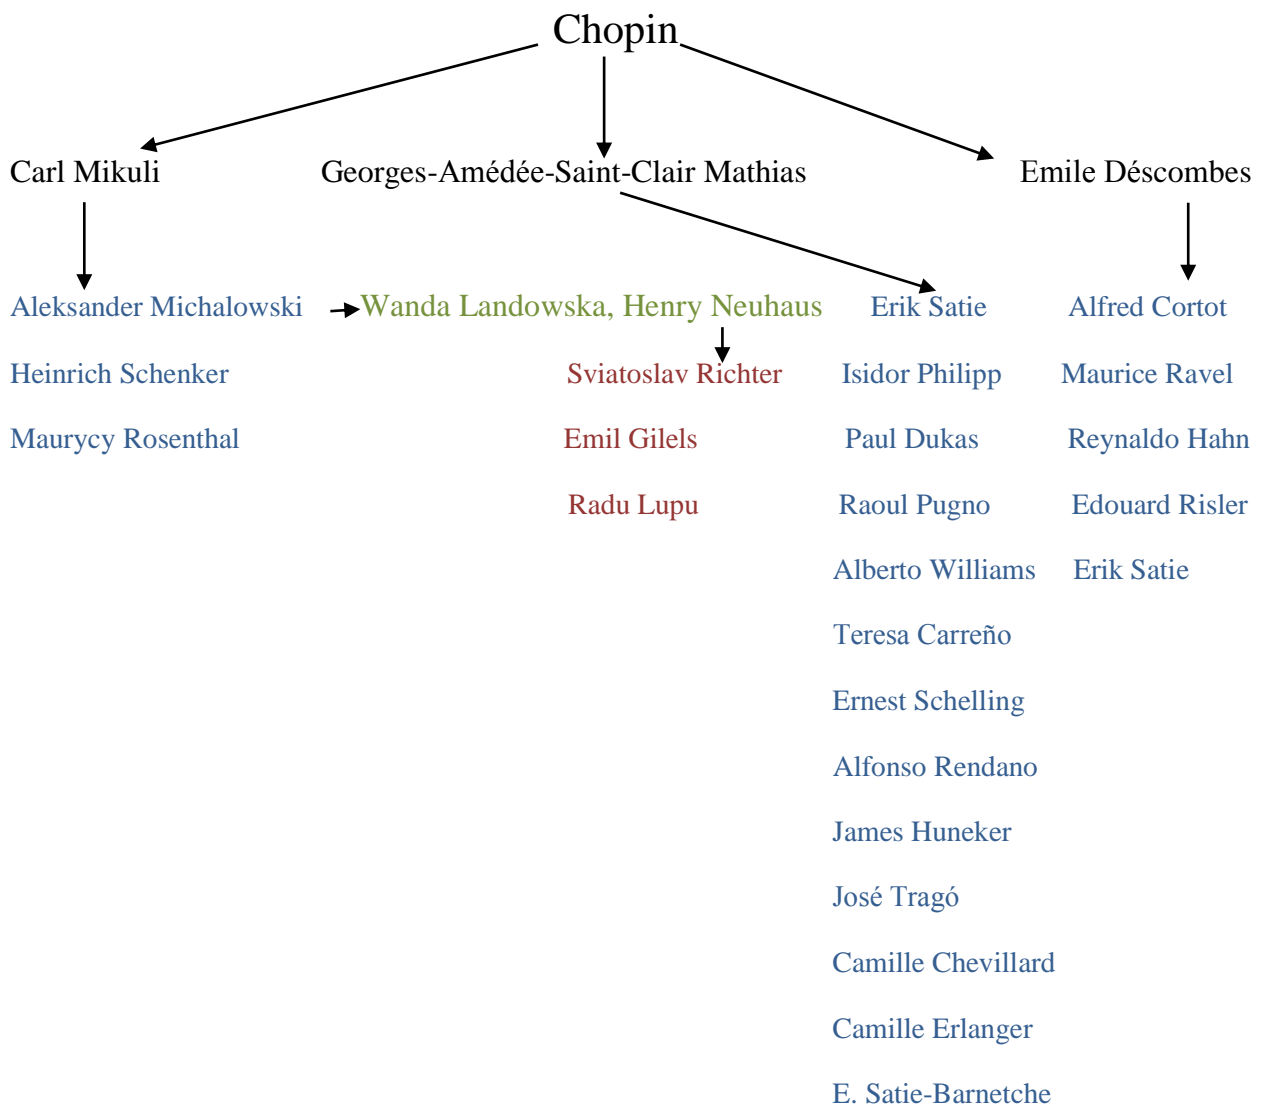 Chopin
Carl Mikuli Georges-Amédée-Saint-Clair Mathias Emile Déscombes
Aleksander Michalowski Wanda Landowska, Henry Neuhaus Erik Satie Alfred Cortot
Heinrich Schenker Sviatoslav Richter Isidor Philipp Maurice Ravel
Maurycy Rosenthal Emil Gilels Paul Dukas Reynaldo Hahn
Radu Lupu Raoul Pugno Edouard Risler
Alberto Williams Erik Satie
Teresa Carreño
Ernest Schelling
Alfonso Rendano
James Huneker
José Tragó
Camille Chevillard
Camille Erlanger
E. Satie-Barnetche